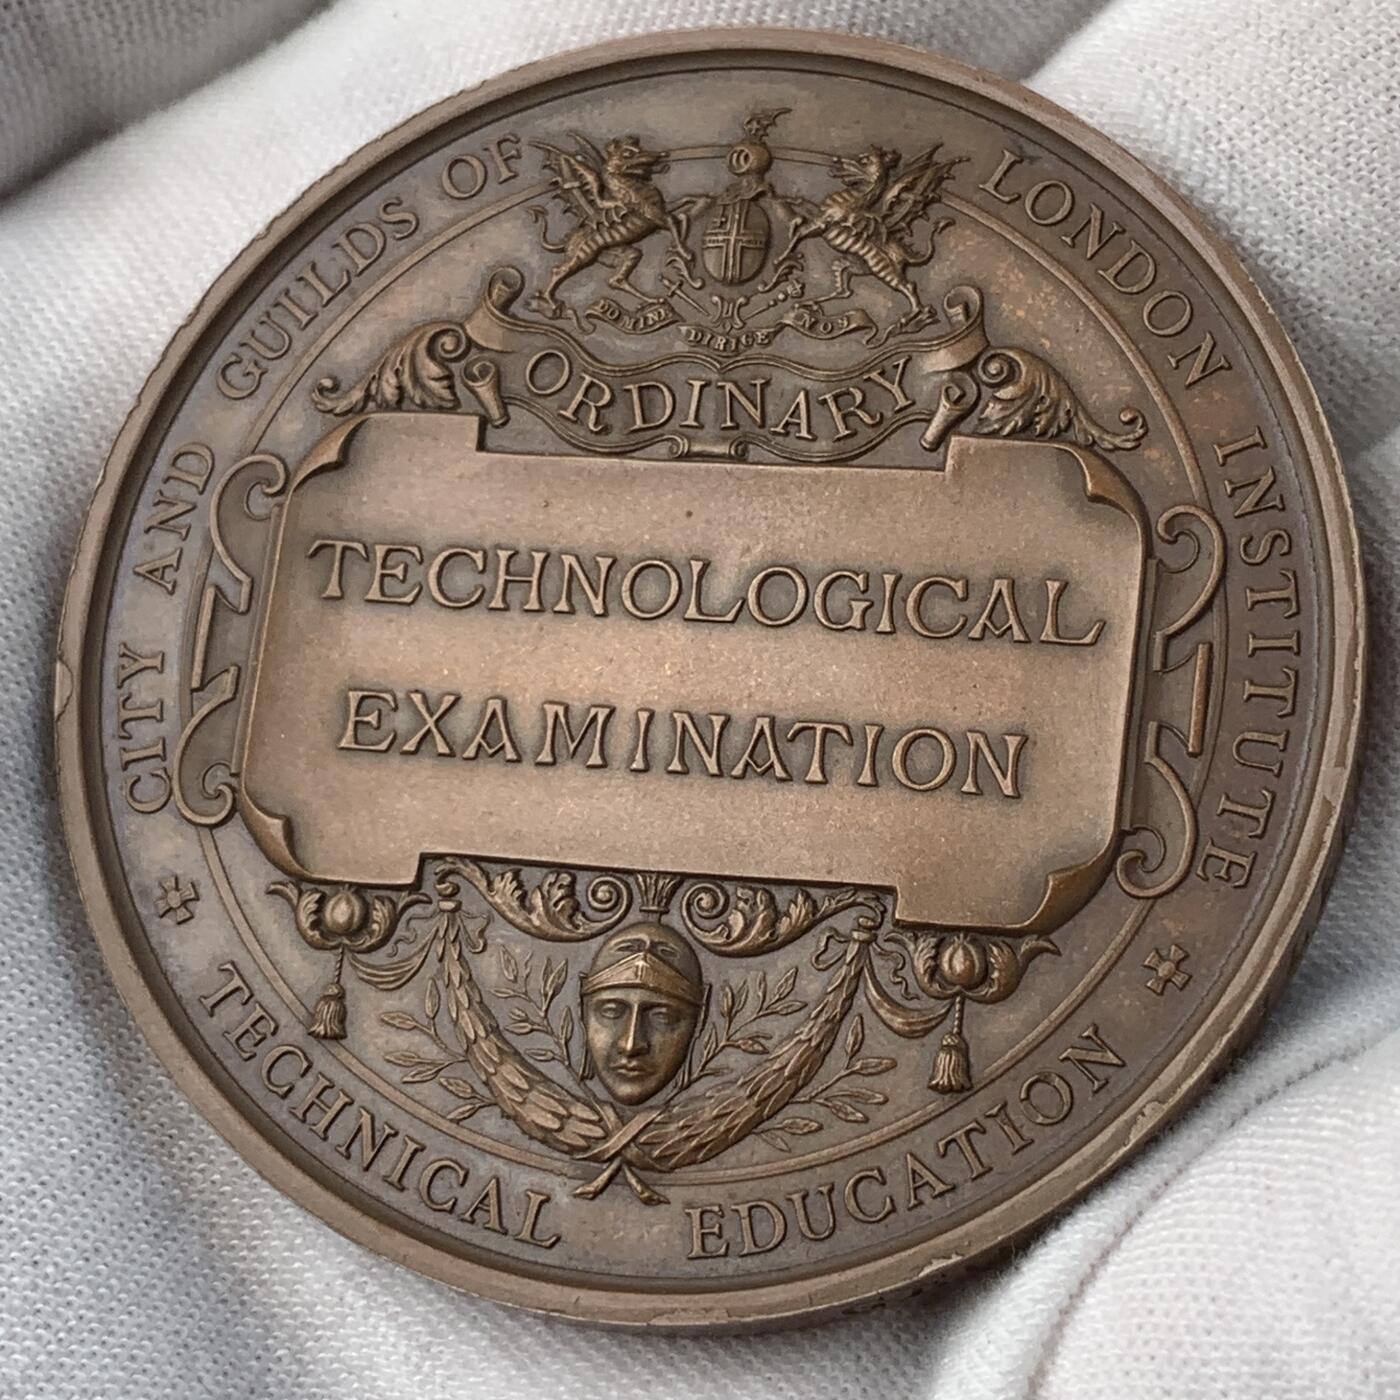 CITY AND GUILDS OF LONDON INSTITUTE
DOMINE DIRIGE NOS
ORDINARY
TECHNOLOGICAL
EXAMINATION
TECHNICAL EDUCATION